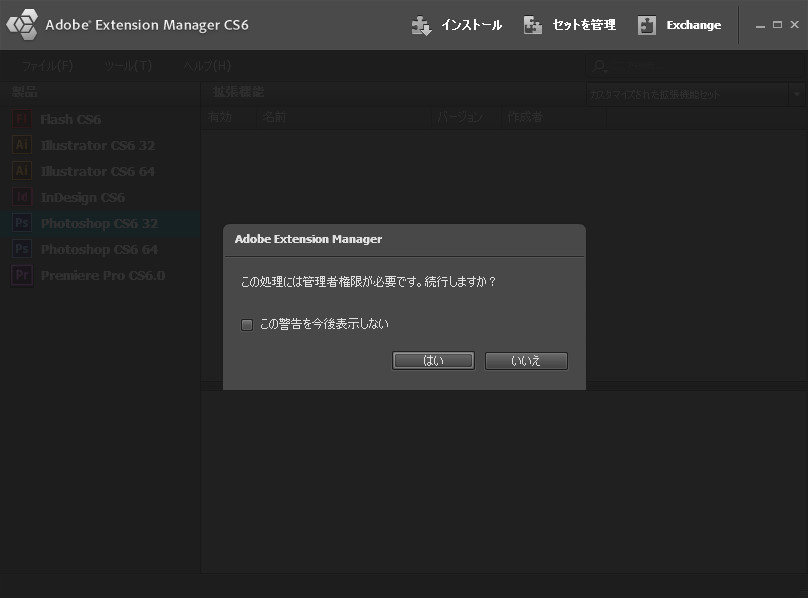 Adobe® Extension Manager CS6
インストール セットを管理 Exchange
ファイル(F) ツール(T) ヘルプ(H)
製品 拡張機能 カスタマイズされた拡張機能セット
有効 名前 バージョン 作成者
Fl Flash CS6
Ai Illustrator CS6 32
Ai Illustrator CS6 64
Id InDesign CS6
Ps Photoshop CS6 32
Ps Photoshop CS6 64
Pr Premiere Pro CS6.0
Adobe Extension Manager
この処理には管理者権限が必要です。続行しますか？
この警告を今後表示しない
はい いいえ